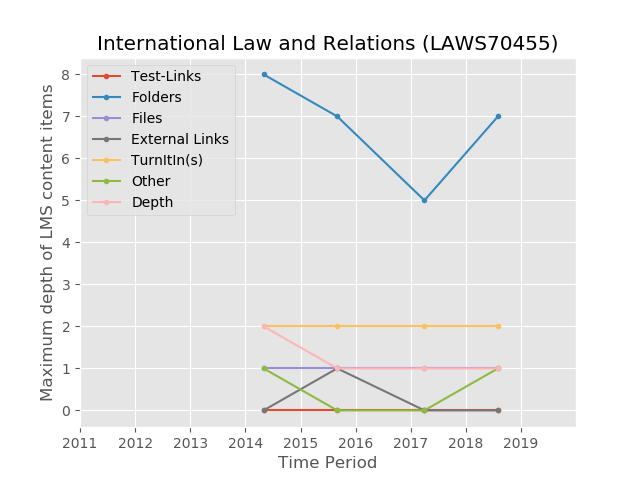 International Law and Relations (LAWS70455)
Maximum depth of LMS content items
8
7
6
5
4
3
2
1
0
Test-Links
Folders
Files
External Links
TurnItIn(s)
Other
Depth
2011 2012 2013 2014 2015 2016 2017 2018 2019
Time Period